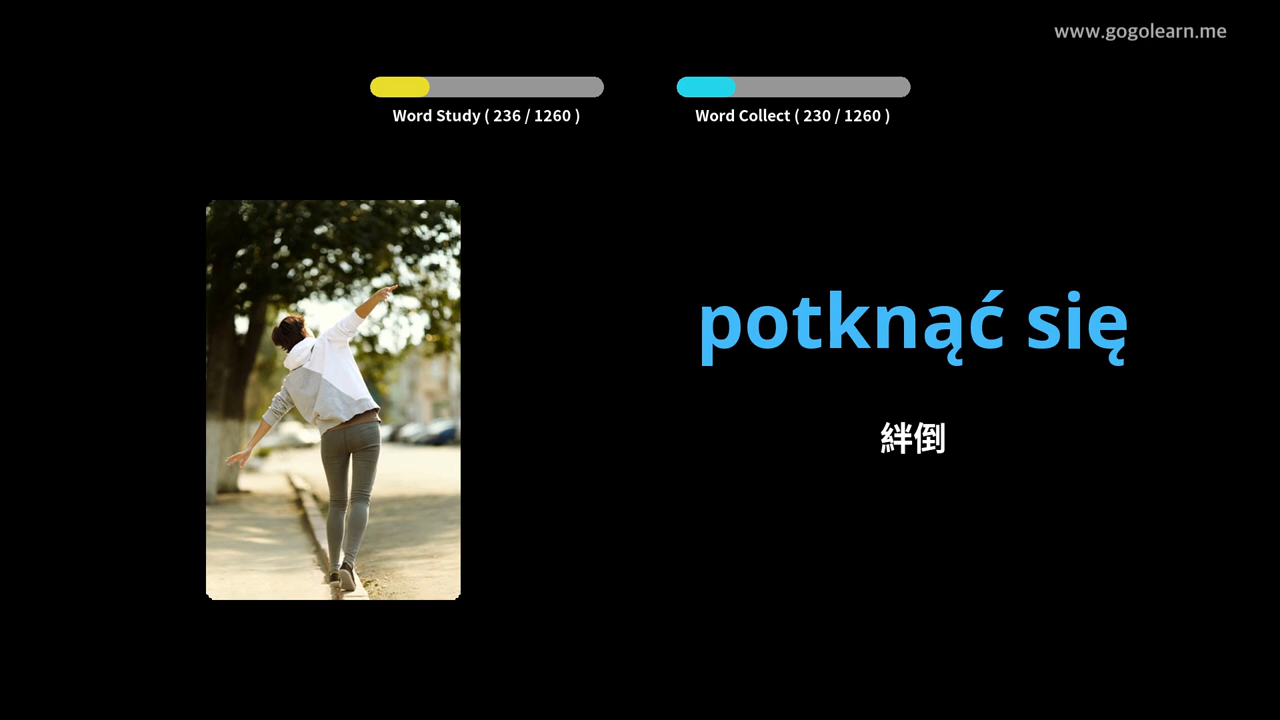 www.gogolearn.me
Word Study ( 236 / 1260 )
Word Collect ( 230 / 1260 )
potknąć się
絆倒